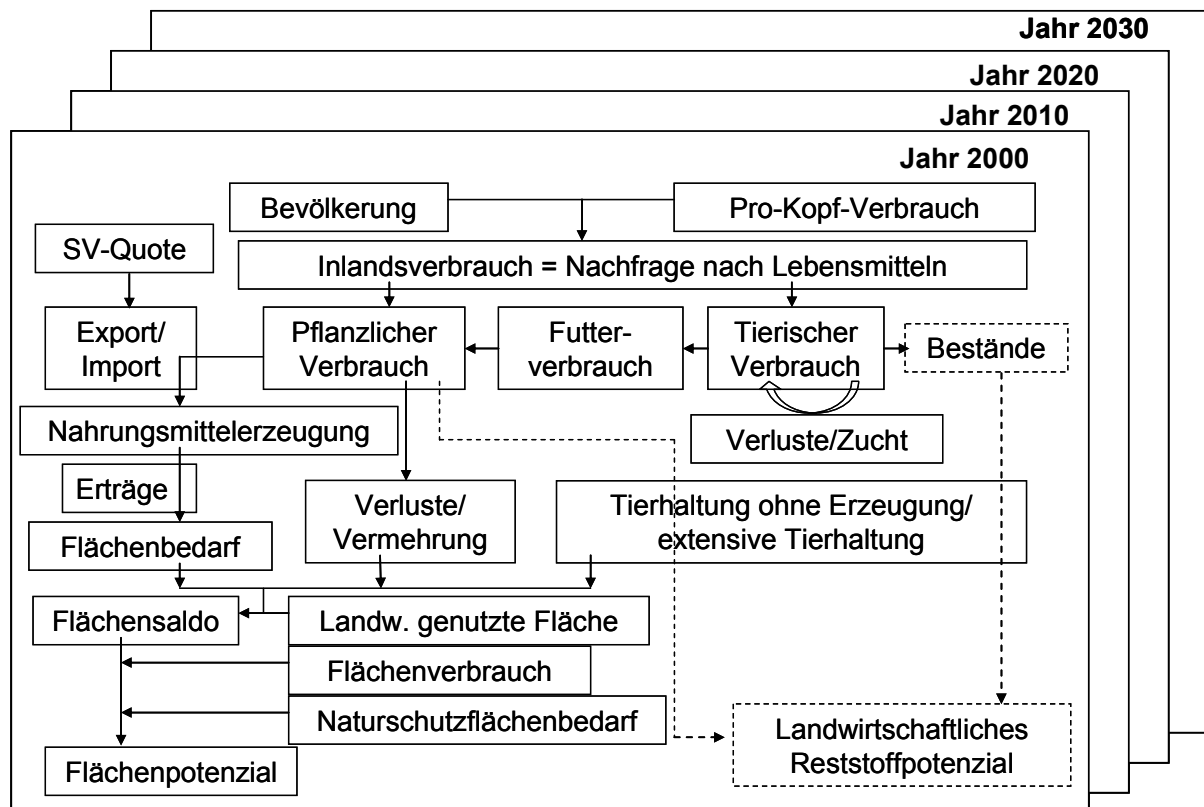 Jahr 2030
Jahr 2020
Jahr 2010
Jahr 2000
Bevölkerung
Pro-Kopf-Verbrauch
SV-Quote
Inlandsverbrauch = Nachfrage nach Lebensmitteln
Export/
Import
Pflanzlicher
Verbrauch
Futter-
verbrauch
Tierischer
Verbrauch
Bestände
Nahrungsmittelerzeugung
Verluste/Zucht
Erträge
Verluste/
Vermehrung
Tierhaltung ohne Erzeugung/
extensive Tierhaltung
Flächenbedarf
Flächensaldo
Landw. genutzte Fläche
Flächenverbrauch
Naturschutzflächenbedarf
Landwirtschaftliches
Reststoffpotenzial
Flächenpotenzial